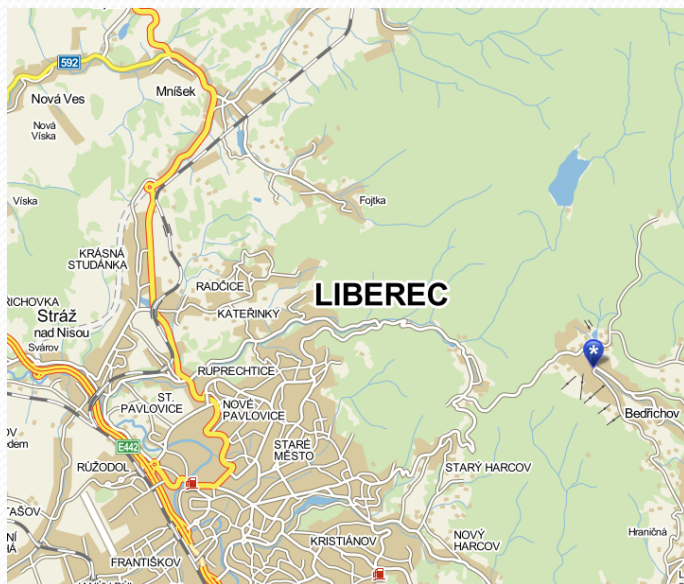 592
Nová Ves
Mníšek
Nová
Víska
Víska
Fojtka
KRÁSNÁ
STUDÁNKA
RADČICE
LIBEREC
RICHOVKA
Stráž
nad Nisou
Svárov
KATEŘINKY
RUPRECHTICE
ST.
PAVLOVICE
NOVÉ
PAVLOVICE
Bedřichov
E442
STARÉ
MĚSTO
RŮŽODOL
STARÝ HARCOV
KRISTIÁNOV
NOVÝ
HARCOV
Hraničná
FRANTIŠKOV